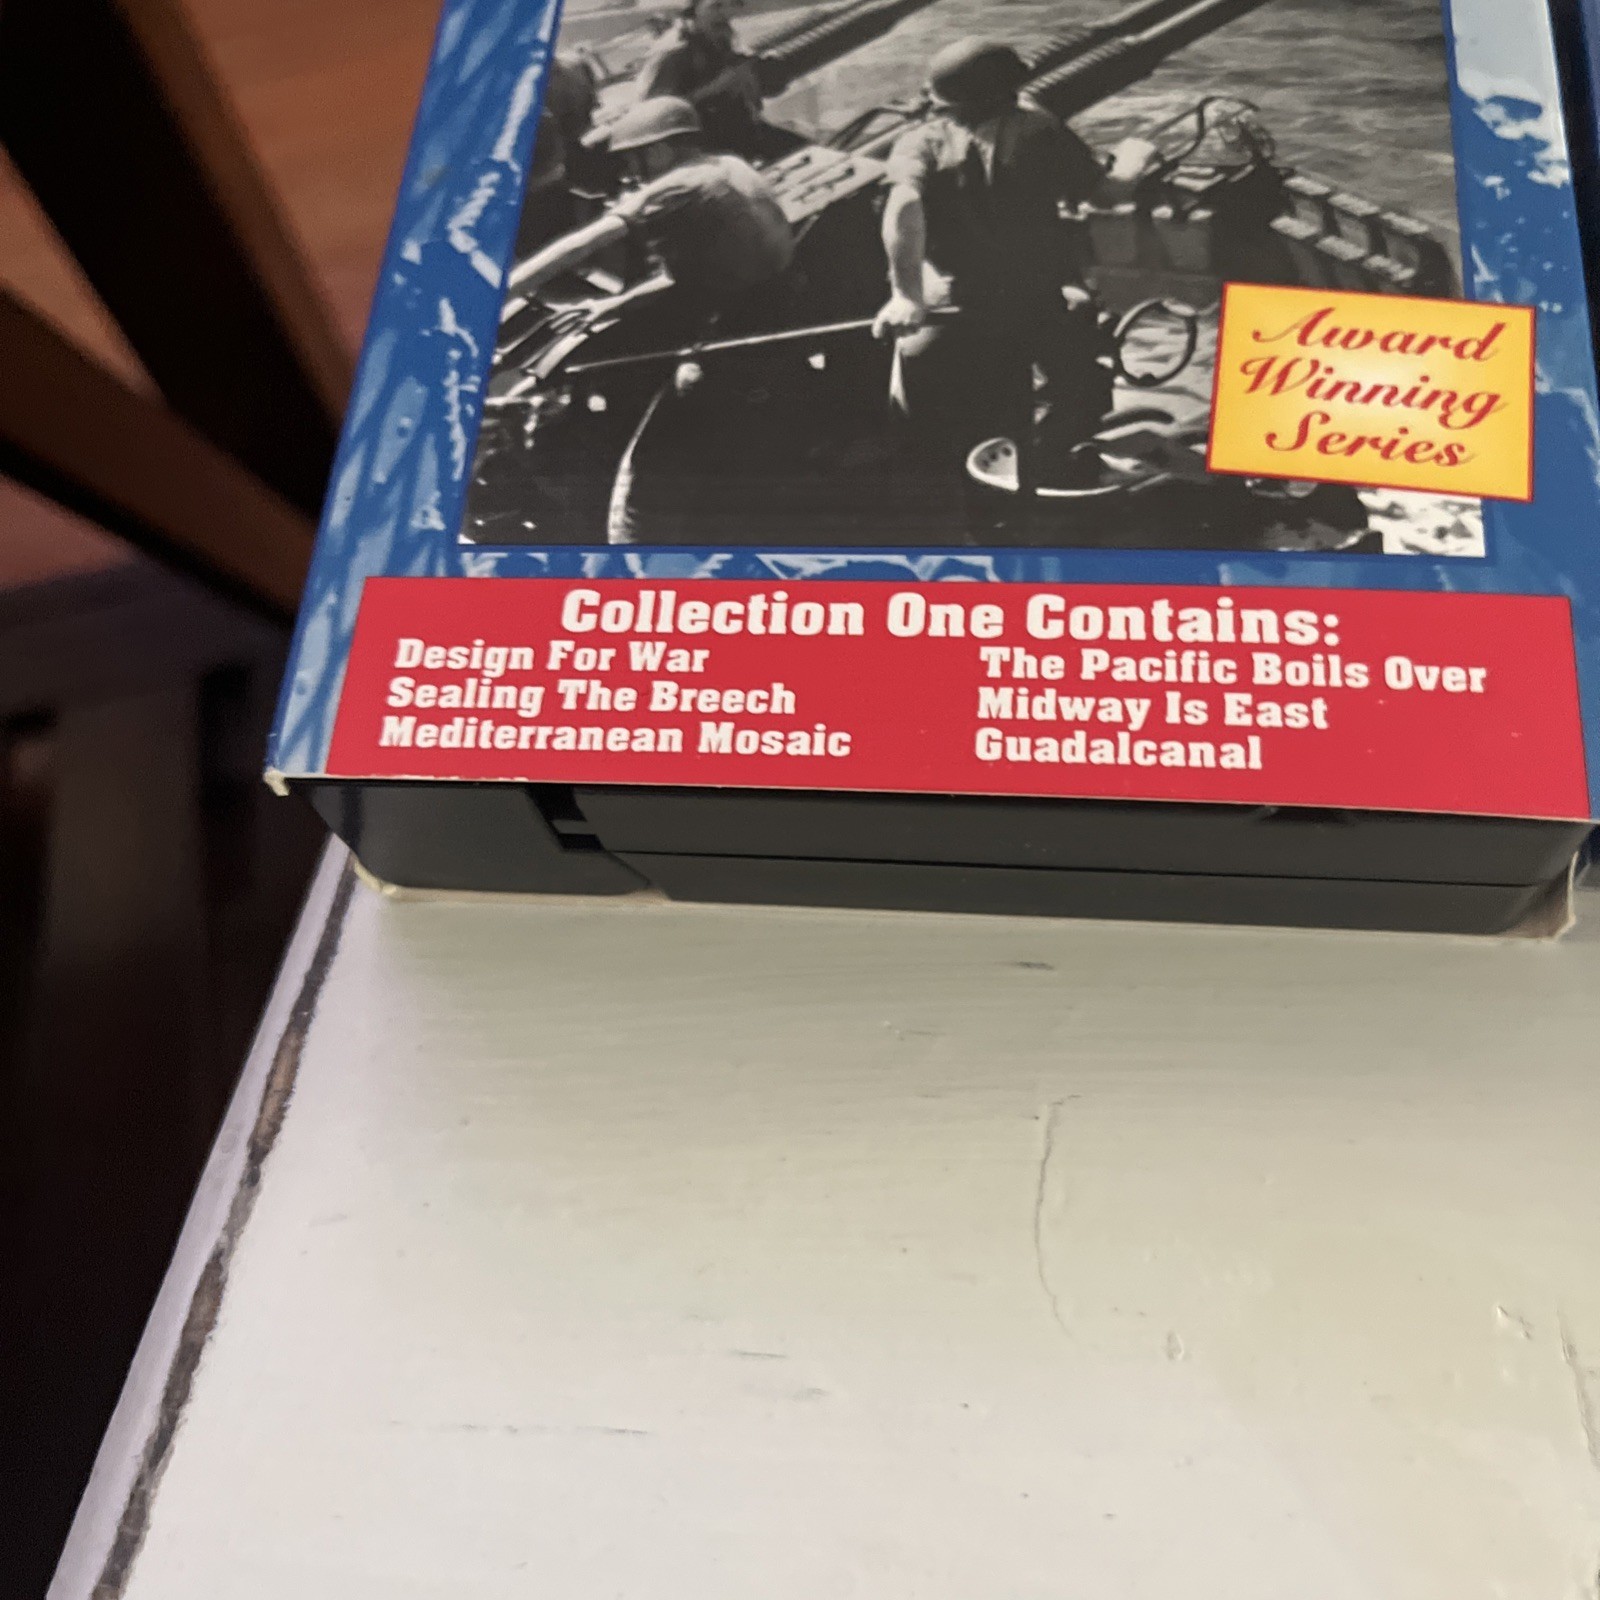 Award
Winning
Series
Collection One Contains:
Design For War
Sealing The Breech
Mediterranean Mosaic
The Pacific Boils Over
Midway Is East
Guadalcanal